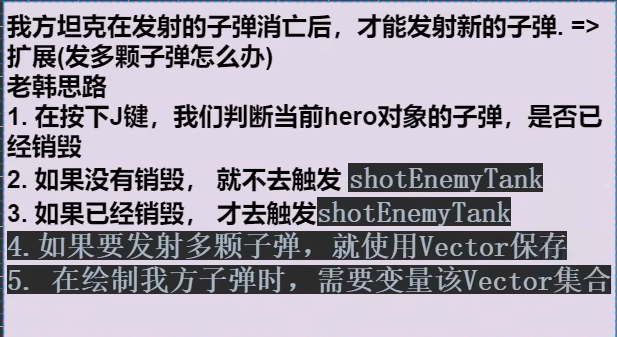 我方坦克在发射的子弹消亡后，才能发射新的子弹. =>
扩展(发多颗子弹怎么办)
老韩思路
1. 在按下J键，我们判断当前hero对象的子弹，是否已
经销毁
2. 如果没有销毁， 就不去触发 shotEnemyTank
3. 如果已经销毁， 才去触发shotEnemyTank
4.如果要发射多颗子弹，就使用Vector保存
5. 在绘制我方子弹时，需要变量该Vector集合